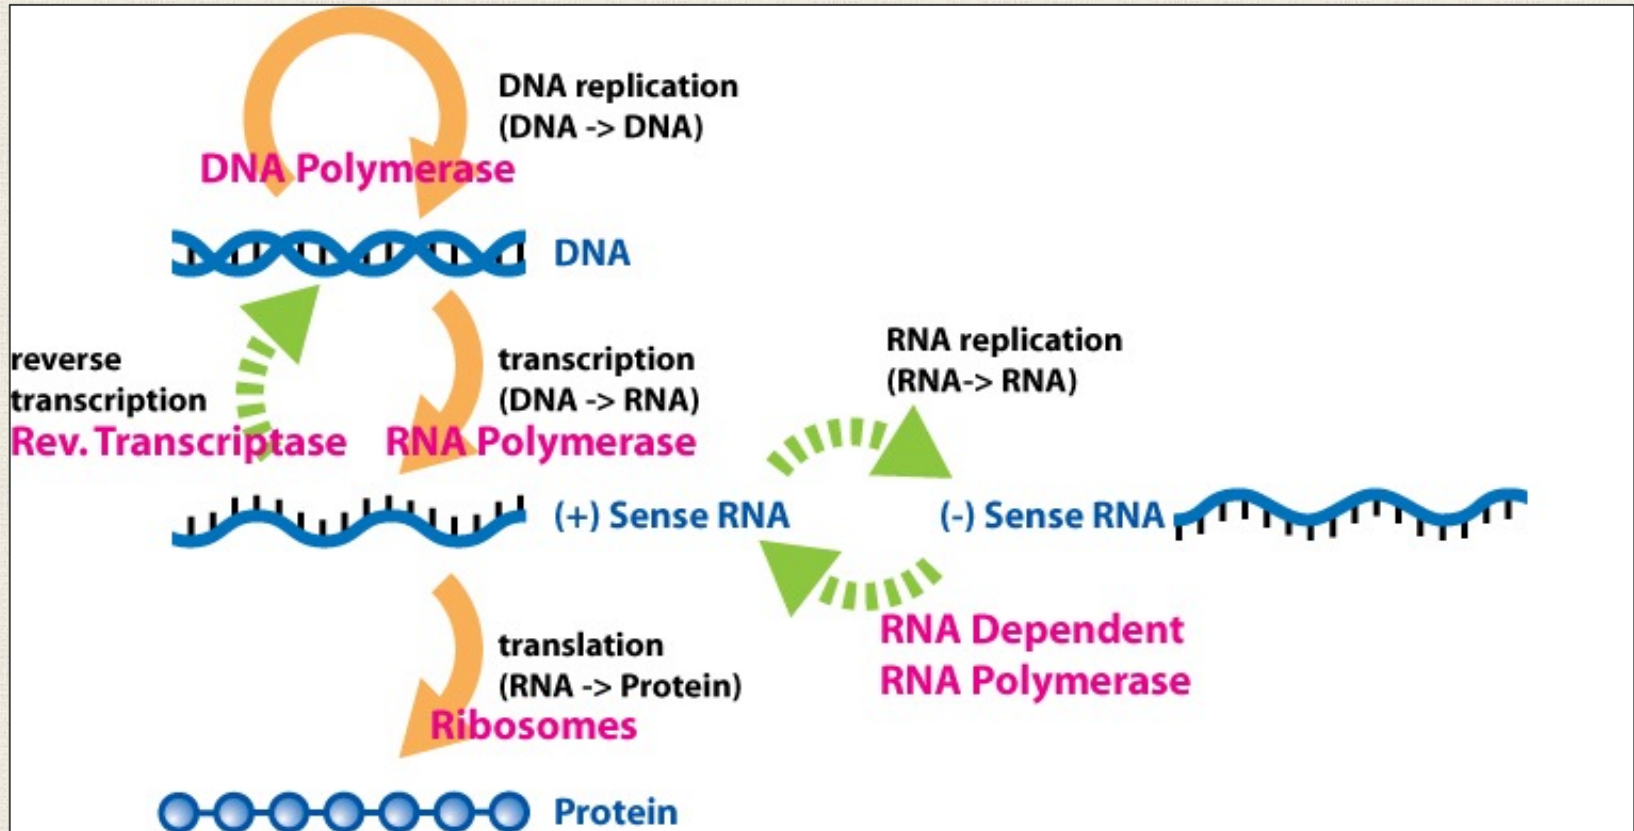 DNA replication
(DNA -> DNA)
DNA Polymerase
DNA
reverse
transcription
Rev. Transcriptase
transcription
(DNA -> RNA)
RNA Polymerase
RNA replication
(RNA-> RNA)
(+) Sense RNA
(-) Sense RNA
RNA Dependent
RNA Polymerase
translation
(RNA -> Protein)
Ribosomes
Protein